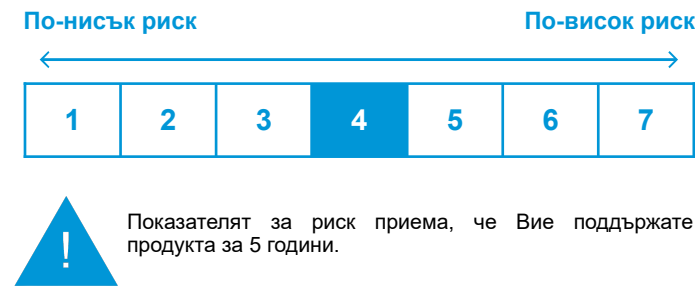 По-нисък риск По-висок риск
1 2 3 4 5 6 7
! Показателят за риск приема, че Вие поддържате
продукта за 5 години.